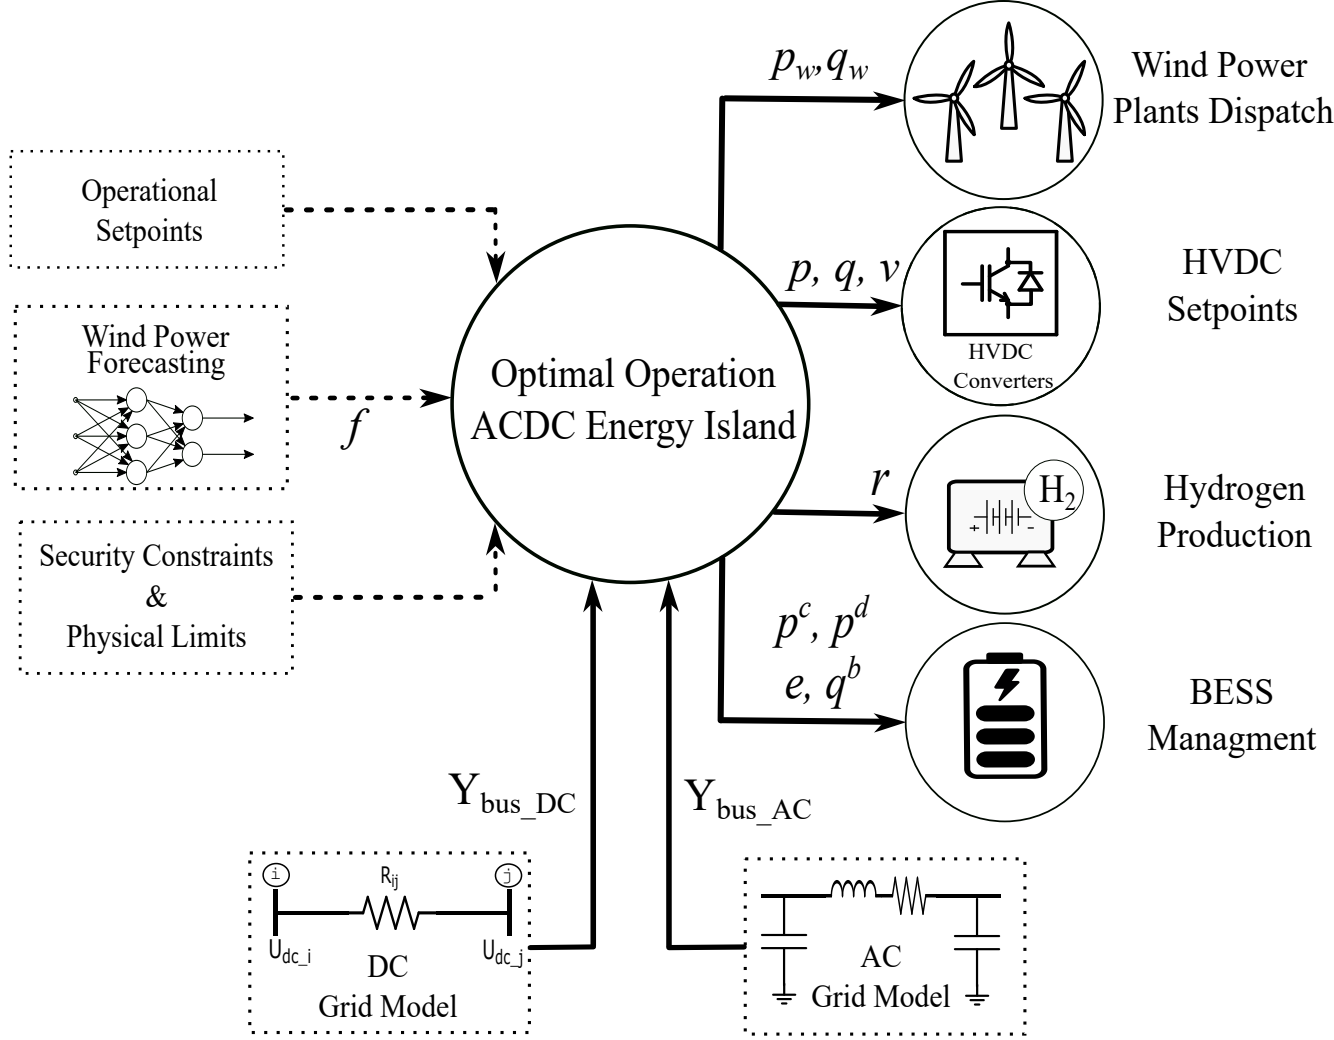 p_w, q_w
Wind Power
Plants Dispatch
Operational
Setpoints
p, q, v
HVDC
Converters
HVDC
Setpoints
Wind Power
Forecasting
f
Optimal Operation
ACDC Energy Island
r
H_2
+ -
Hydrogen
Production
Security Constraints
&
Physical Limits
p^c, p^d
e, q^b
BESS
Managment
Y_bus_DC
Y_bus_AC
i
R_ij
j
U_dc_i
U_dc_j
DC
Grid Model
AC
Grid Model